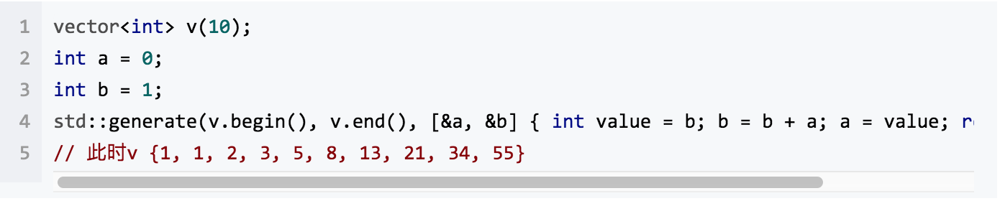 1 vector<int> v(10);
2 int a = 0;
3 int b = 1;
4 std::generate(v.begin(), v.end(), [&a, &b] { int value = b; b = b + a; a = value;
5 // 此时v {1, 1, 2, 3, 5, 8, 13, 21, 34, 55}